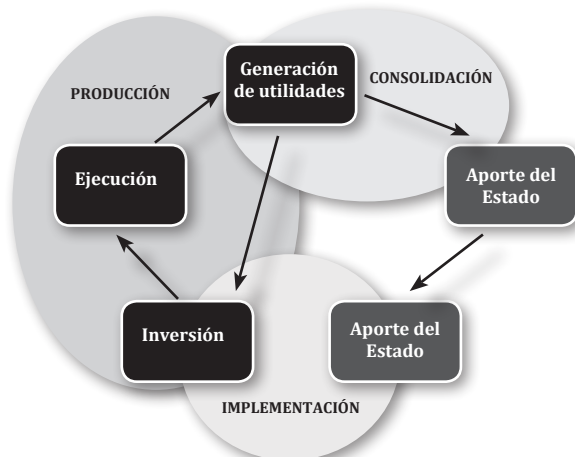 Generación
de utilidades
PRODUCCIÓN
CONSOLIDACIÓN
Ejecución
Aporte del
Estado
Inversión
Aporte del
Estado
IMPLEMENTACIÓN